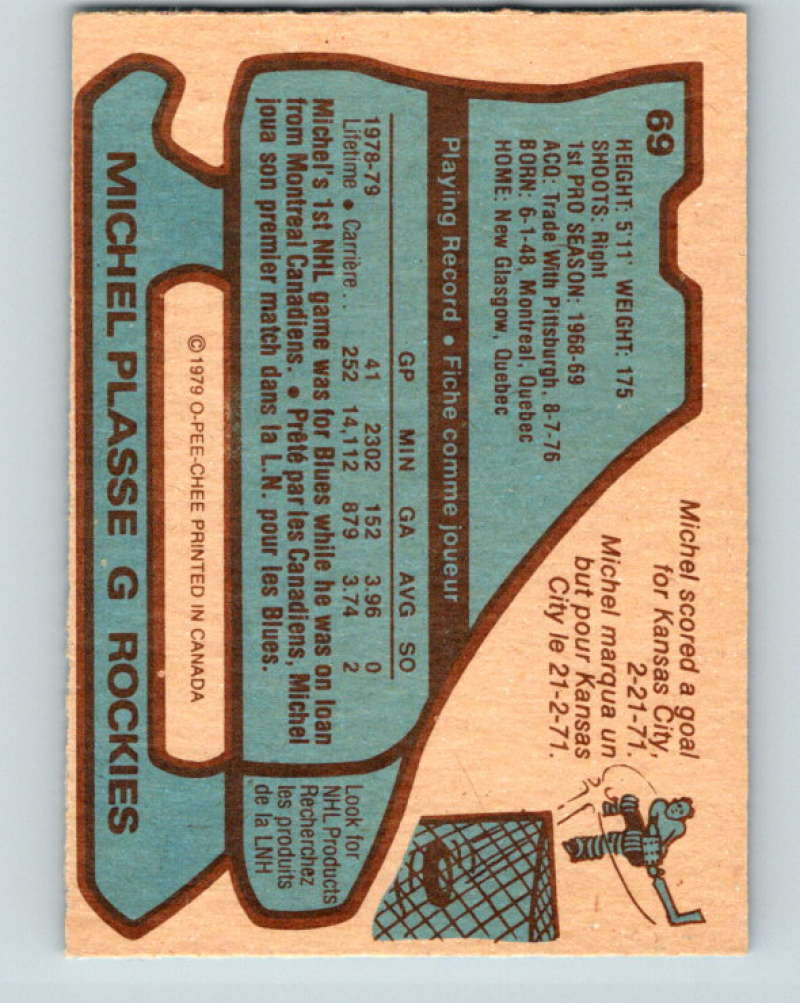 69
HEIGHT: 5'11" WEIGHT: 175
SHOOTS: Right
1st PRO SEASON: 1968-69
ACQ: Trade With Pittsburgh, 8-7-76
BORN: 6-1-48, Montreal, Quebec
HOME: New Glasgow, Quebec
Michel scored a goal
for Kansas City,
2-21-71.
Michel marqua un
but pour Kansas
City le 21-2-71.
Playing Record • Fiche comme joueur
GP MIN GA AVG SO
1978-79 41 2302 152 3.96 0
Lifetime • Carrière... 252 14,112 879 3.74 2
Michel's 1st NHL game was for Blues while he was on loan
from Montreal Canadiens. • Prêté par les Canadiens, Michel
joua son premier match dans la L.N. pour les Blues.
Look for
NHL Products
Recherchez
les produits
de la LNH
©1979 O-PEE-CHEE PRINTED IN CANADA
MICHEL PLASSE G ROCKIES